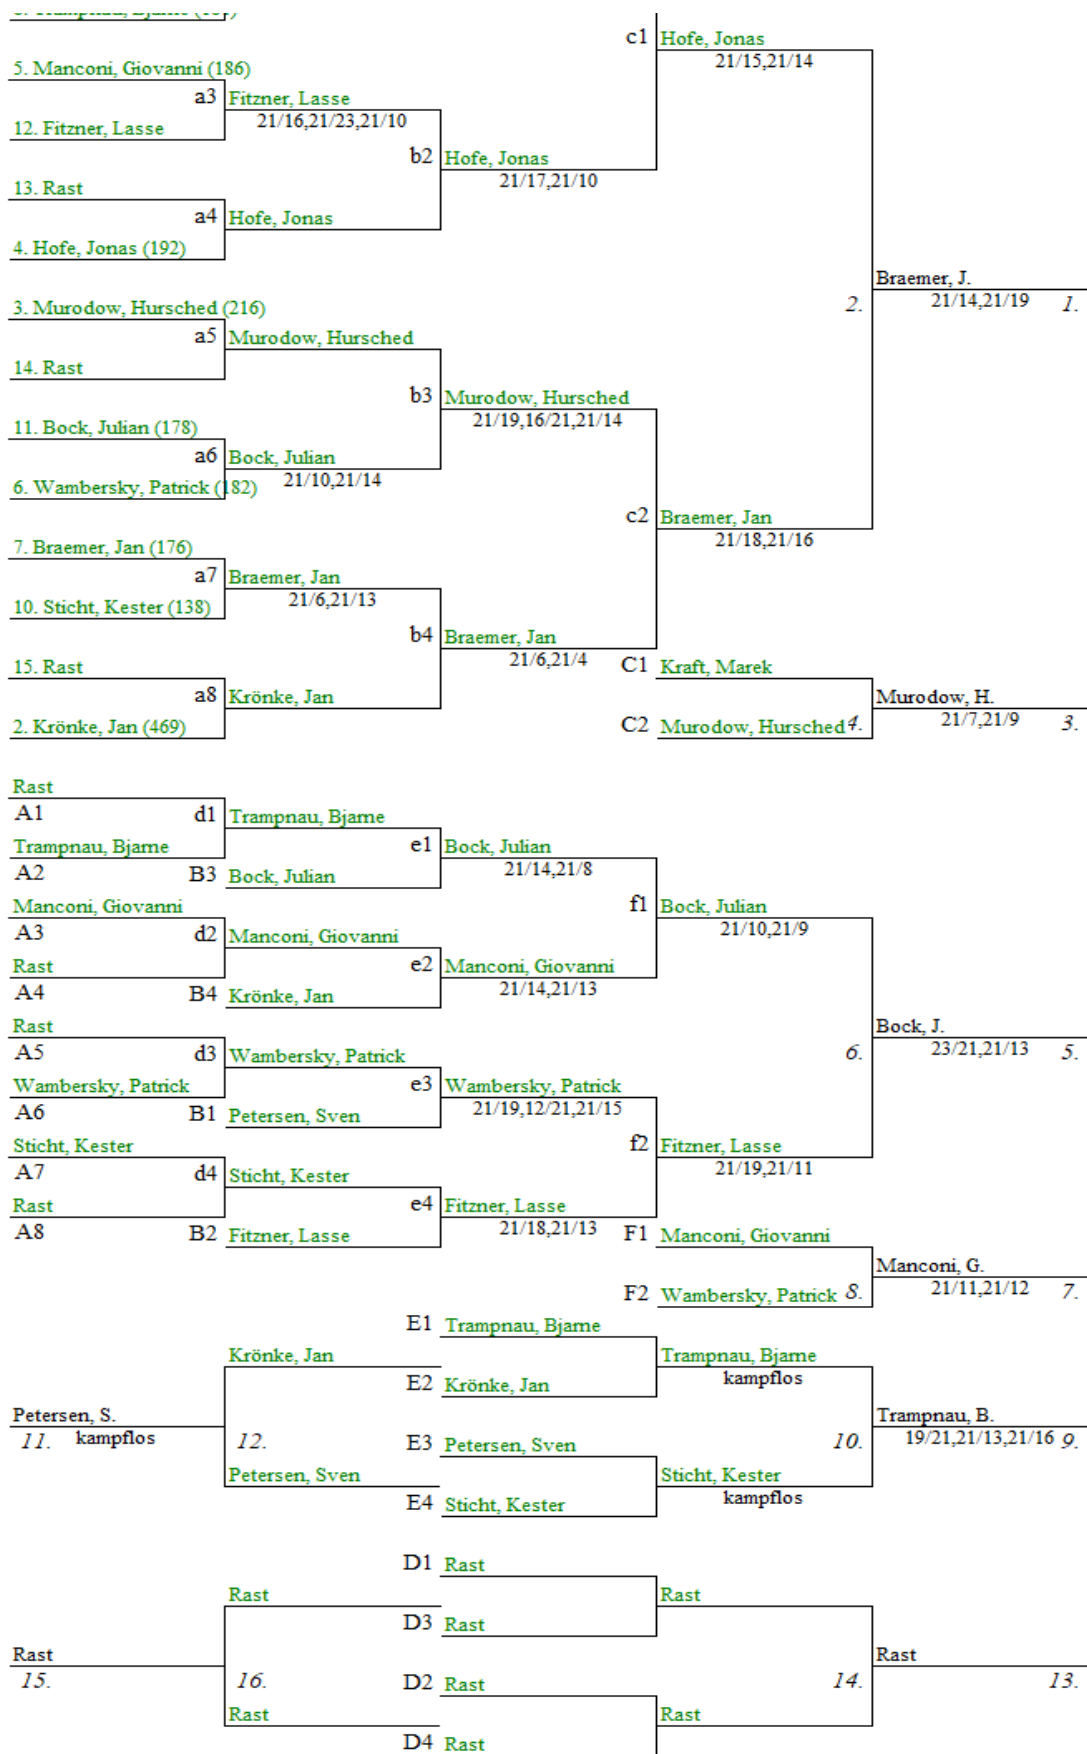 c1 Hofe, Jonas
21/15,21/14
5. Manconi, Giovanni (186)
a3 Fitzner, Lasse
21/16,21/23,21/10
12. Fitzner, Lasse
b2 Hofe, Jonas
21/17,21/10
13. Rast
a4 Hofe, Jonas
4. Hofe, Jonas (192)
Braemer, J.
2. 21/14,21/19 1.
3. Murodow, Hursched (216)
a5 Murodow, Hursched
14. Rast
b3 Murodow, Hursched
21/19,16/21,21/14
11. Bock, Julian (178)
a6 Bock, Julian
21/10,21/14
6. Wambersky, Patrick (182)
c2 Braemer, Jan
21/18,21/16
7. Braemer, Jan (176)
a7 Braemer, Jan
21/6,21/13
10. Sticht, Kester (138)
b4 Braemer, Jan
21/6,21/4
15. Rast
C1 Kraft, Marek
a8 Krönke, Jan
Murodow, H.
21/7,21/9 3.
2. Krönke, Jan (469)
C2 Murodow, Hursched 4.
Rast
A1 d1 Trampnau, Bjarne
Trampnau, Bjarne
e1 Bock, Julian
21/14,21/8
A2 B3 Bock, Julian
Manconi, Giovanni
f1 Bock, Julian
21/10,21/9
A3 d2 Manconi, Giovanni
Rast
e2 Manconi, Giovanni
21/14,21/13
A4 B4 Krönke, Jan
Rast
Bock, J.
6. 23/21,21/13 5.
A5 d3 Wambersky, Patrick
Wambersky, Patrick
e3 Wambersky, Patrick
21/19,12/21,21/15
A6 B1 Petersen, Sven
Sticht, Kester
f2 Fitzner, Lasse
21/19,21/11
A7 d4 Sticht, Kester
Rast
e4 Fitzner, Lasse
21/18,21/13
A8 B2 Fitzner, Lasse
F1 Manconi, Giovanni
Manconi, G.
21/11,21/12 7.
F2 Wambersky, Patrick 8.
E1 Trampnau, Bjarne
Krönke, Jan
Trampnau, Bjarne
kampflos
E2 Krönke, Jan
Petersen, S.
11. kampflos 12.
Trampnau, B.
10. 19/21,21/13,21/16 9.
E3 Petersen, Sven
Petersen, Sven
Sticht, Kester
kampflos
E4 Sticht, Kester
D1 Rast
Rast
Rast
D3 Rast
Rast
15. 16.
Rast
14. 13.
D2 Rast
Rast
Rast
D4 Rast